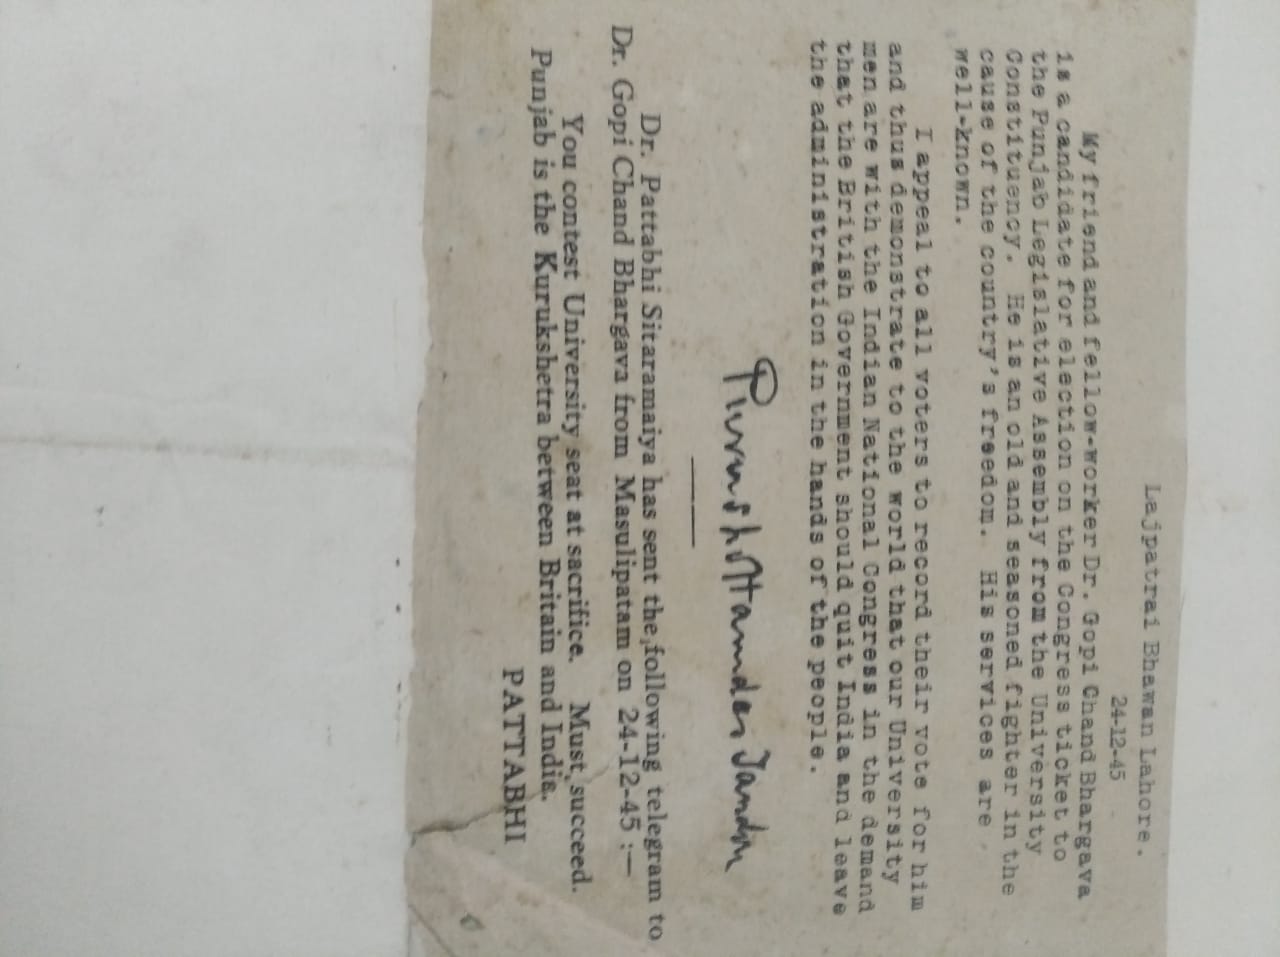 Lajpatrai Bhawan Lahore.
24-12-45
My friend and fellow-worker Dr. Gopi Chand Bhargava
is a candidate for election on the Congress ticket to
the Punjab Legislative Assembly from the University
Constituency. He is an old and seasoned fighter in the
cause of the country's freedom. His services are
well-known.
I appeal to all voters to record their vote for him
and thus demonstrate to the world that our University
men are with the Indian National Congress in the demand
that the British Government should quit India and leave
the administration in the hands of the people.
Purushottamdas Tandon
Dr. Pattabhi Sitaramaiya has sent the following telegram to
Dr. Gopi Chand Bhargava from Masulipatam on 24-12-45 :—
You contest University seat at sacrifice. Must succeed.
Punjab is the Kurukshetra between Britain and India.
PATTABHI